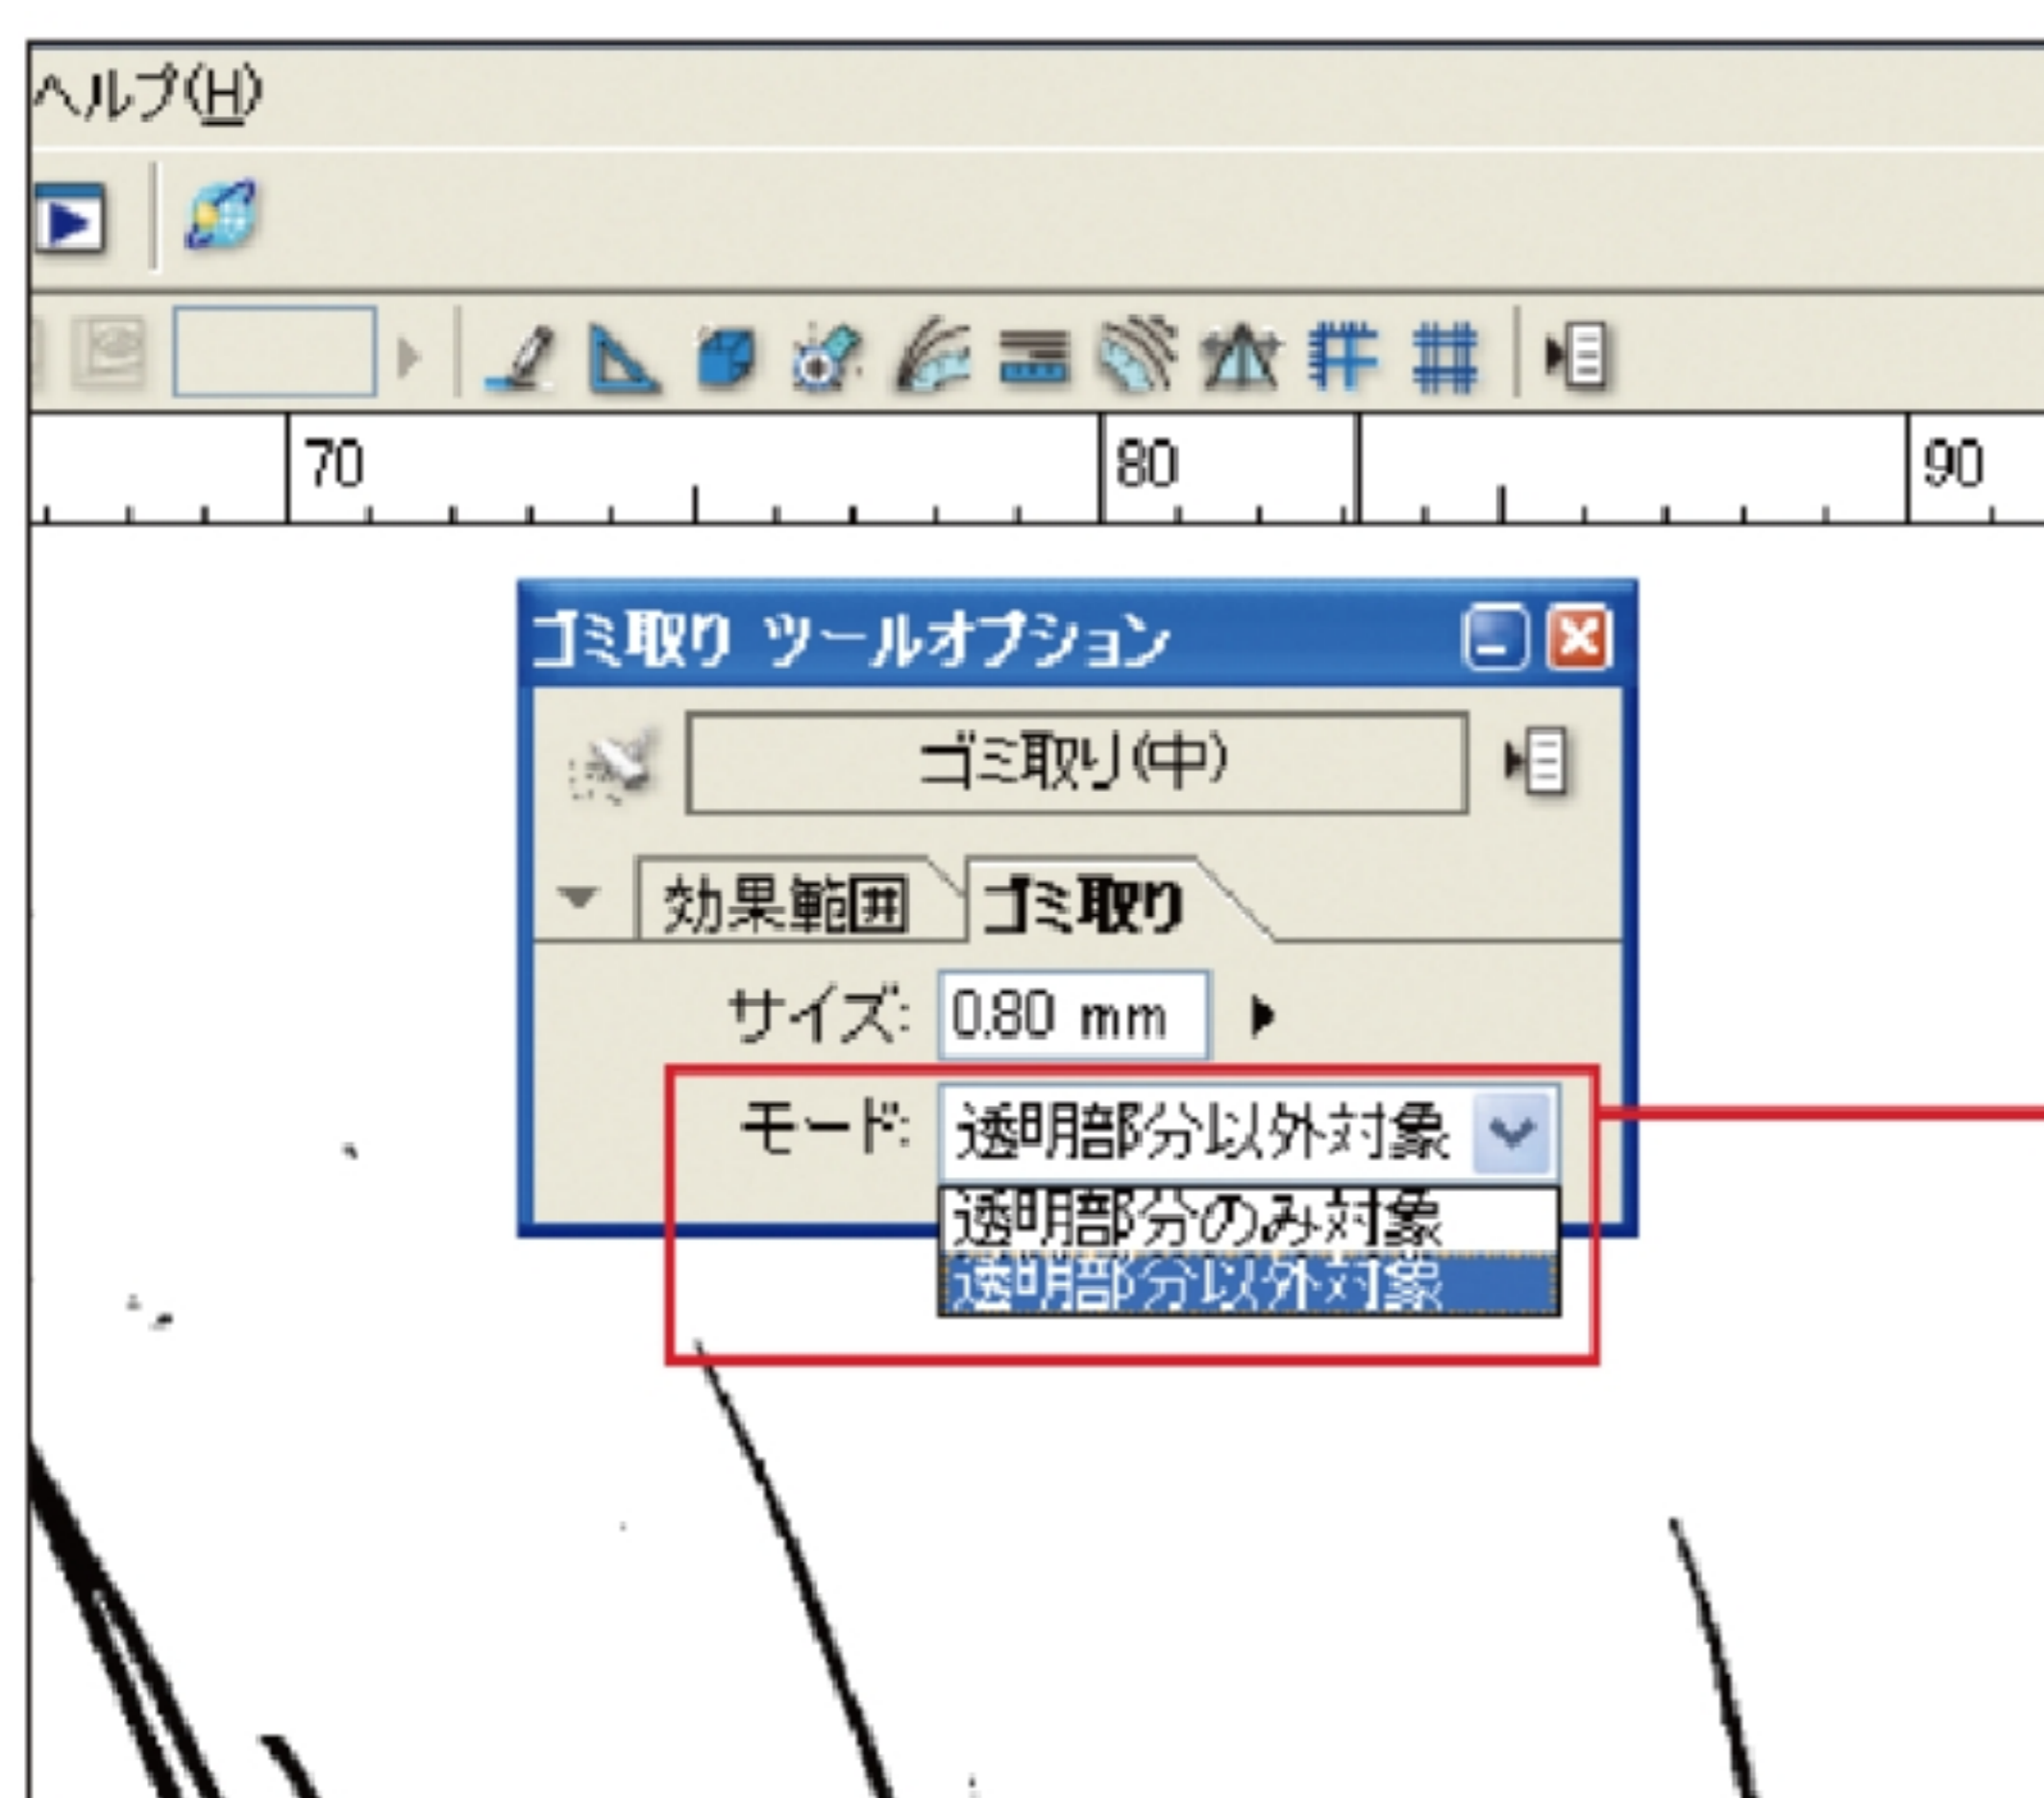 ヘルプ(H)
70 80 90
ゴミ取り ツールオプション
ゴミ取り(中)
効果範囲 ゴミ取り
サイズ: 0.80 mm
モード: 透明部分以外対象
透明部分のみ対象
透明部分以外対象